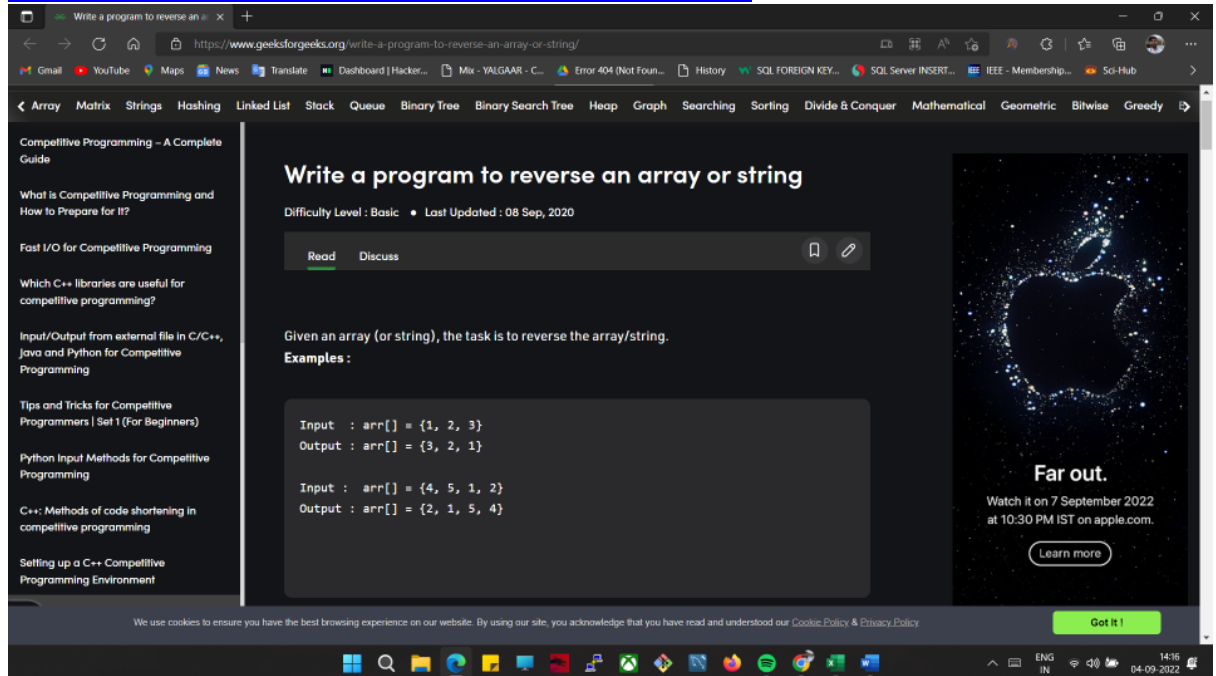 Write a program to reverse an a
https://www.geeksforgeeks.org/write-a-program-to-reverse-an-array-or-string/
Gmail YouTube Maps News Translate Dashboard | Hacker... Mix - YALGAAR - C... Error 404 (Not Foun... History SQL FOREIGN KEY... SQL Server INSERT... IEEE - Membership... Sci-Hub
Array Matrix Strings Hashing Linked List Stack Queue Binary Tree Binary Search Tree Heap Graph Searching Sorting Divide & Conquer Mathematical Geometric Bitwise Greedy
Competitive Programming – A Complete
Guide
What is Competitive Programming and
How to Prepare for It?
Fast I/O for Competitive Programming
Which C++ libraries are useful for
competitive programming?
Input/Output from external file in C/C++,
Java and Python for Competitive
Programming
Tips and Tricks for Competitive
Programmers | Set 1 (For Beginners)
Python Input Methods for Competitive
Programming
C++: Methods of code shortening in
competitive programming
Setting up a C++ Competitive
Programming Environment
Write a program to reverse an array or string
Difficulty Level : Basic ● Last Updated : 08 Sep, 2020
Read Discuss
Given an array (or string), the task is to reverse the array/string.
Examples :
Input  : arr[] = {1, 2, 3}
Output : arr[] = {3, 2, 1}
Input :  arr[] = {4, 5, 1, 2}
Output : arr[] = {2, 1, 5, 4}
Far out.
Watch it on 7 September 2022
at 10:30 PM IST on apple.com.
Learn more
We use cookies to ensure you have the best browsing experience on our website. By using our site, you acknowledge that you have read and understood our Cookie Policy & Privacy Policy
Got It !
ENG
IN
14:16
04-09-2022